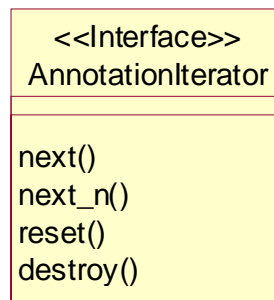 <<Interface>>
AnnotationIterator
next()
next_n()
reset()
destroy()